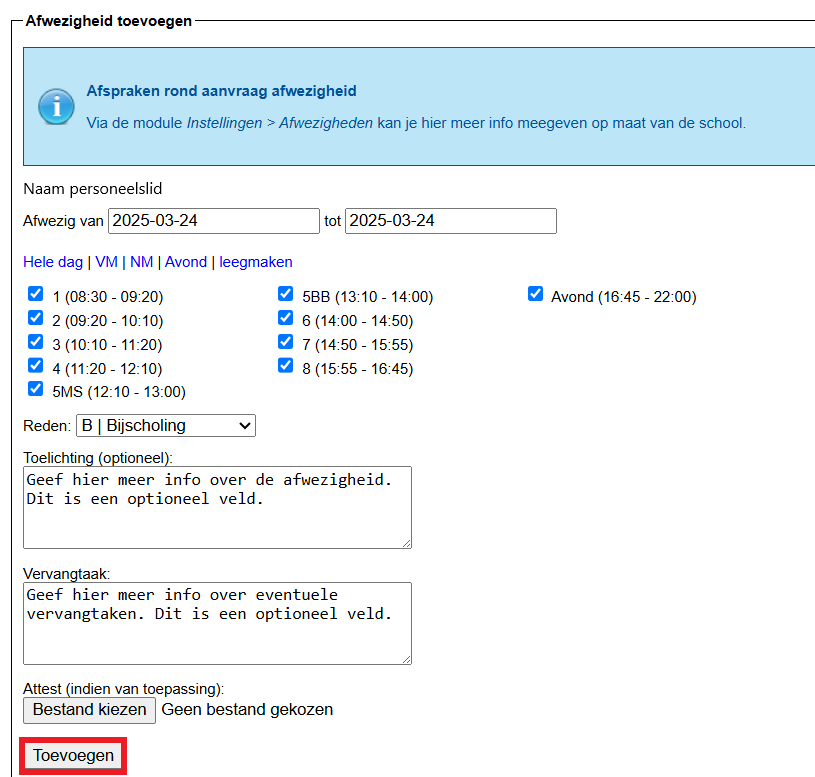 Afwezigheid toevoegen
Afspraken rond aanvraag afwezigheid
Via de module Instellingen > Afwezigheden kan je hier meer info meegeven op maat van de school.
Naam personeelslid
Afwezig van 2025-03-24 tot 2025-03-24
Hele dag | VM | NM | Avond | leegmaken
1 (08:30 - 09:20) 5BB (13:10 - 14:00) Avond (16:45 - 22:00)
2 (09:20 - 10:10) 6 (14:00 - 14:50)
3 (10:10 - 11:20) 7 (14:50 - 15:55)
4 (11:20 - 12:10) 8 (15:55 - 16:45)
5MS (12:10 - 13:00)
Reden: B | Bijscholing
Toelichting (optioneel):
Geef hier meer info over de afwezigheid.
Dit is een optioneel veld.
Vervangtaak:
Geef hier meer info over eventuele
vervangtaken. Dit is een optioneel veld.
Attest (indien van toepassing):
Bestand kiezen Geen bestand gekozen
Toevoegen